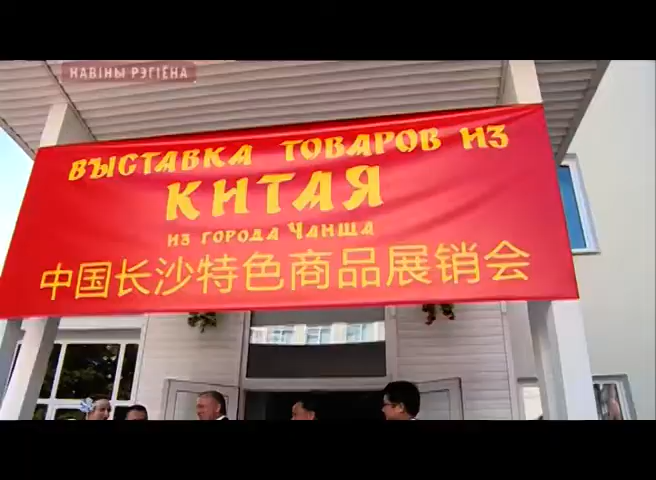 НАВІНЫ РЭГІЁНА
ВЫСТАВКА ТОВАРОВ ИЗ
КИТАЯ
ИЗ ГОРОДА ЧАНША
中国长沙特色商品展销会